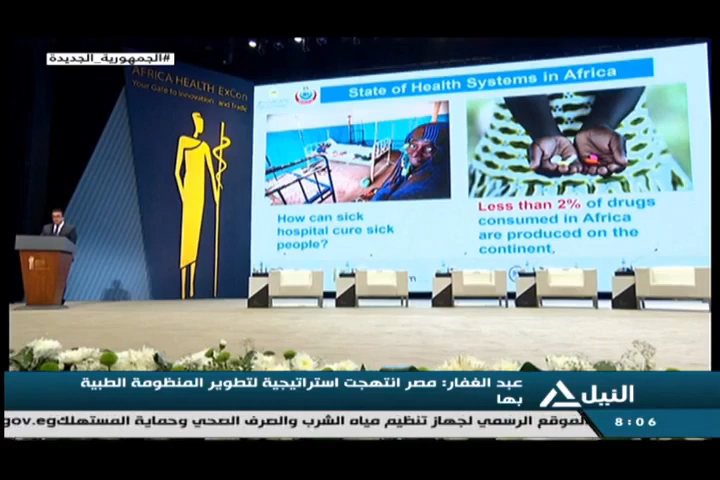 #الجمهورية_الجديدة
AFRICA HEALTH ExCon
Your Gate to Innovation and Trade
State of Health Systems in Africa
How can sick
hospital cure sick
people?
Less than 2% of drugs
consumed in Africa
are produced on the
continent.
عبد الغفار: مصر انتهجت استراتيجية لتطوير المنظومة الطبية
بها
النيل
8:06
الموقع الرسمي لجهاز تنظيم مياه الشرب والصرف الصحي وحماية المستهلك gov.eg